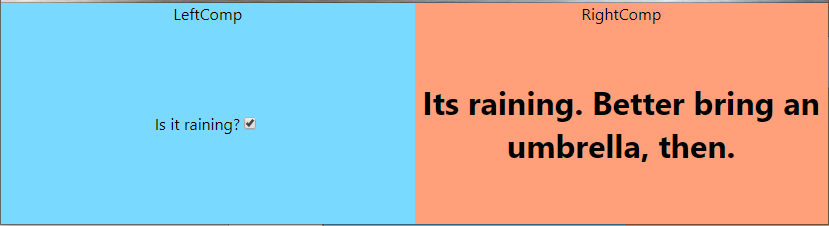 LeftComp
RightComp
Is it raining?
Its raining. Better bring an
umbrella, then.